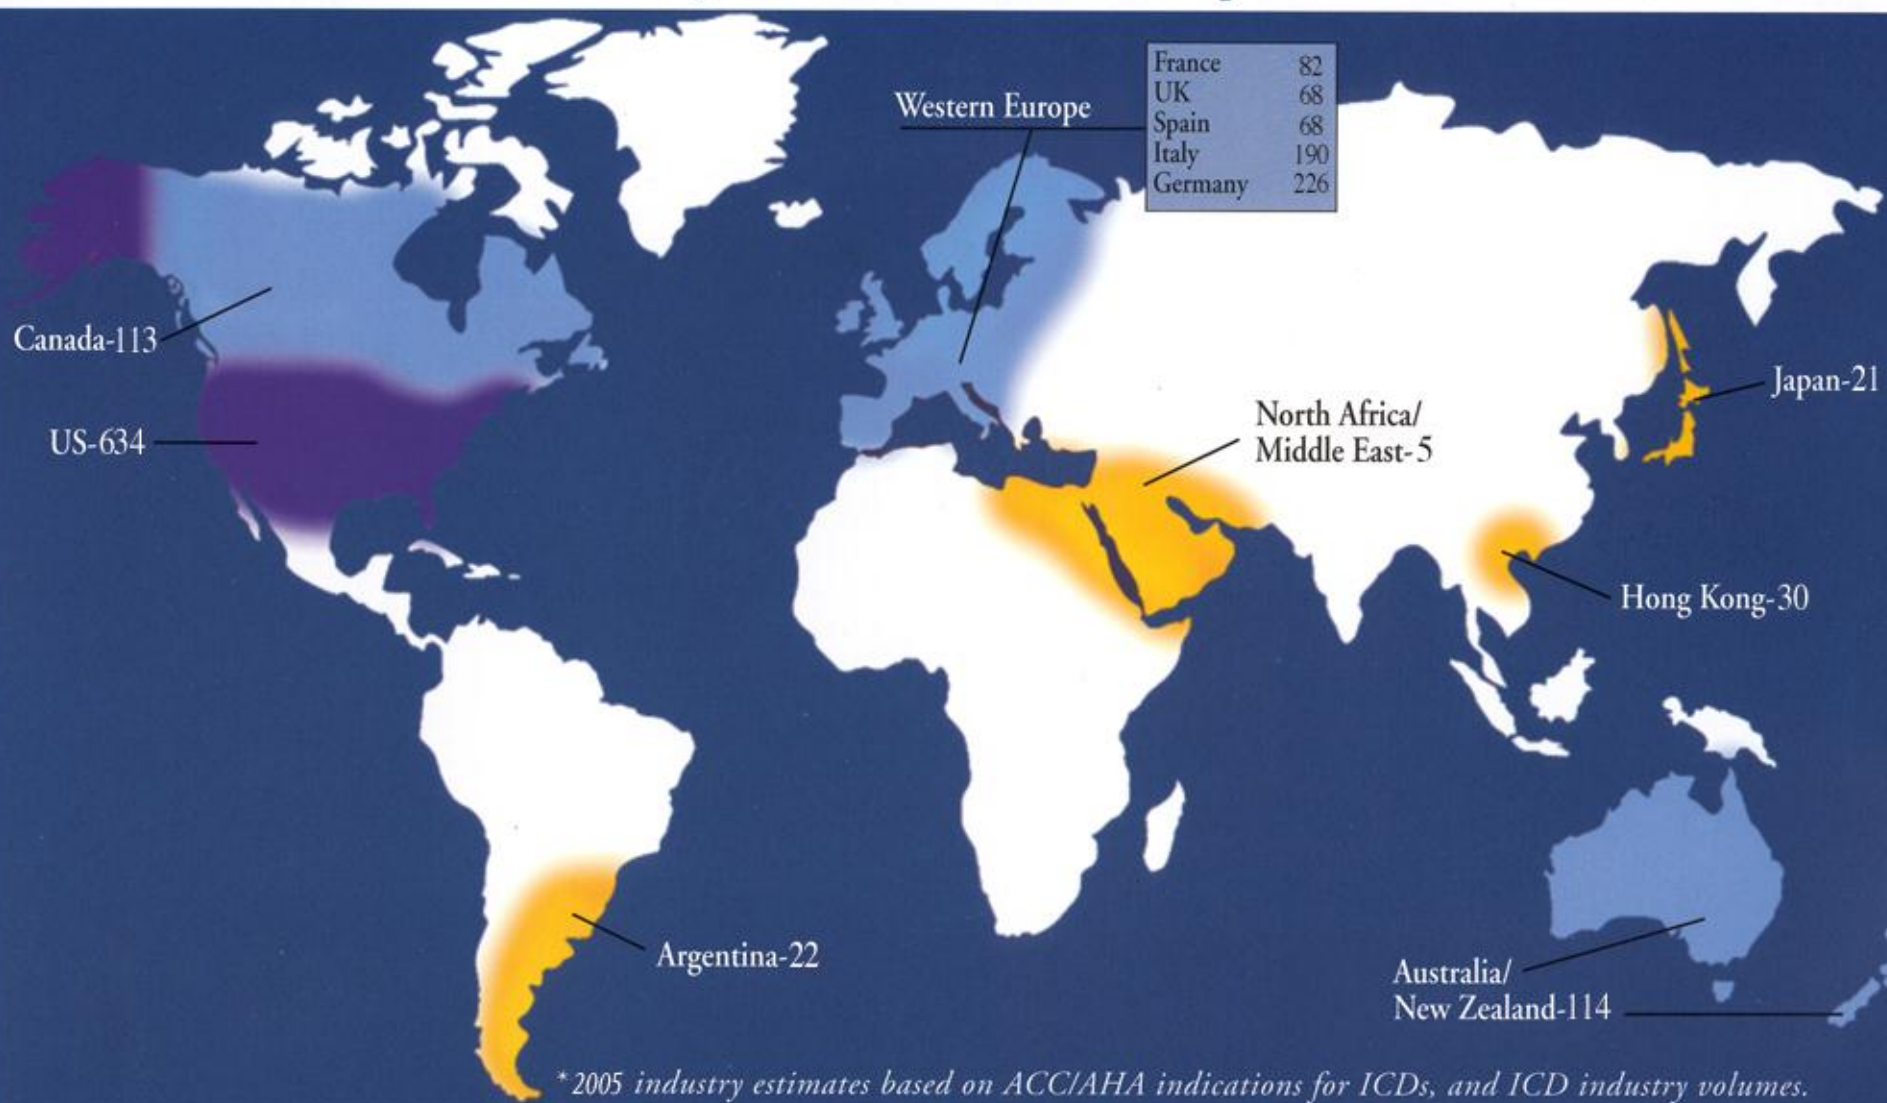 Western Europe
France 82
UK 68
Spain 68
Italy 190
Germany 226
Canada-113
US-634
Japan-21
North Africa/
Middle East-5
Hong Kong-30
Argentina-22
Australia/
New Zealand-114
*2005 industry estimates based on ACC/AHA indications for ICDs, and ICD industry volumes.